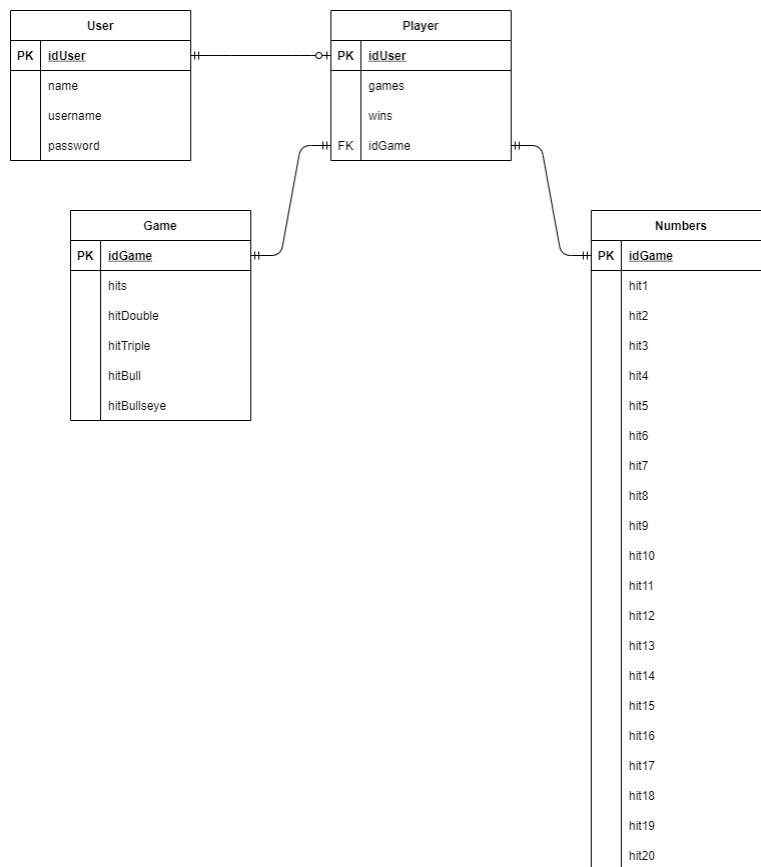 User
PK idUser
name
username
password
Player
PK idUser
games
wins
FK idGame
Game
PK idGame
hits
hitDouble
hitTriple
hitBull
hitBullseye
Numbers
PK idGame
hit1
hit2
hit3
hit4
hit5
hit6
hit7
hit8
hit9
hit10
hit11
hit12
hit13
hit14
hit15
hit16
hit17
hit18
hit19
hit20